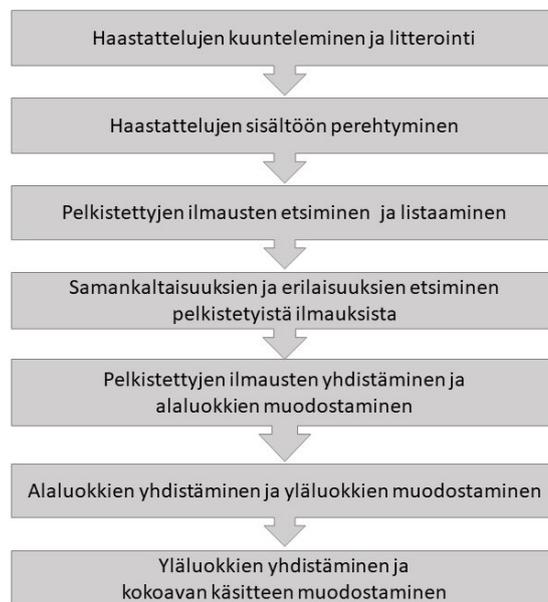 Haastattelujen kuunteleminen ja litterointi
Haastattelujen sisältöön perehtyminen
Pelkistettyjen ilmausten etsiminen ja listaaminen
Samankaltaisuuksien ja erilaisuuksien etsiminen
pelkistetyistä ilmauksista
Pelkistettyjen ilmausten yhdistäminen ja
alaluokkien muodostaminen
Alaluokkien yhdistäminen ja yläluokkien muodostaminen
Yläluokkien yhdistäminen ja
kokoavan käsitteen muodostaminen